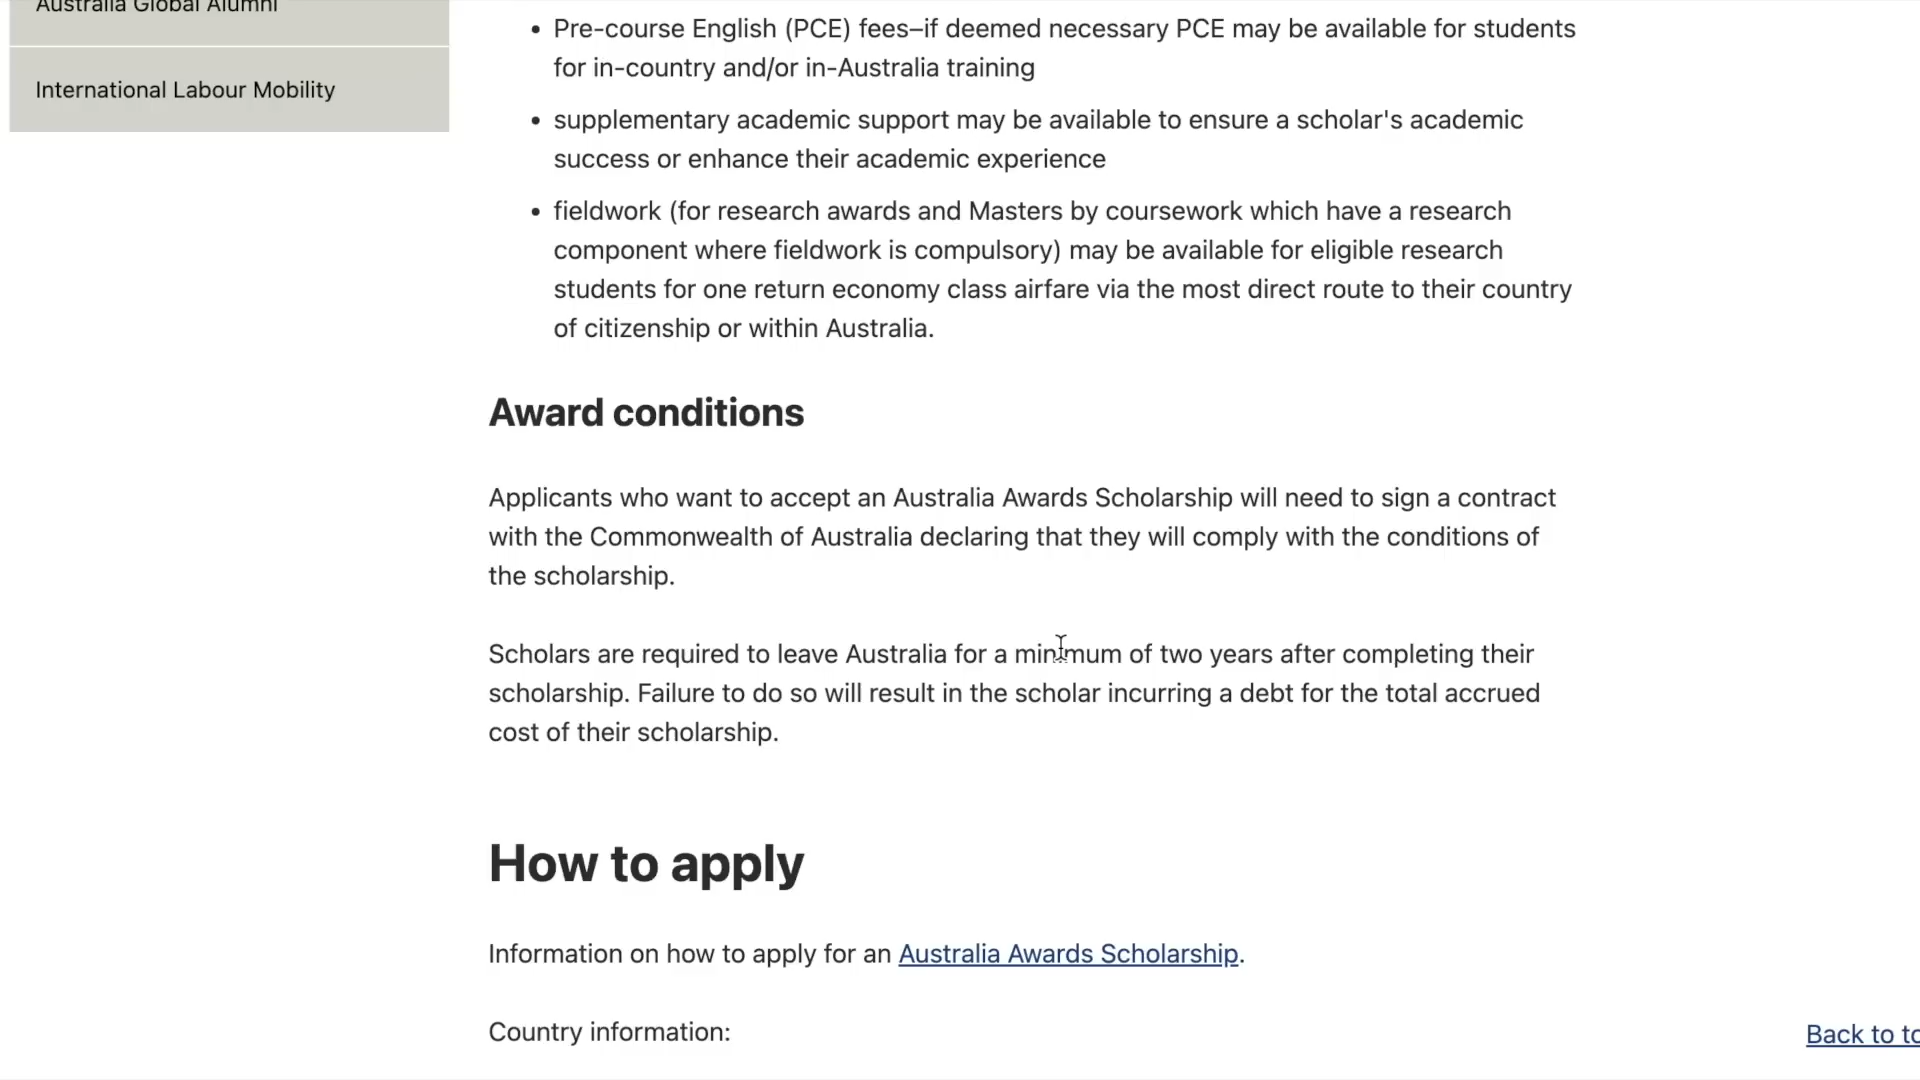 Australia Global Alumni
International Labour Mobility
• Pre-course English (PCE) fees–if deemed necessary PCE may be available for students
for in-country and/or in-Australia training
• supplementary academic support may be available to ensure a scholar's academic
success or enhance their academic experience
• fieldwork (for research awards and Masters by coursework which have a research
component where fieldwork is compulsory) may be available for eligible research
students for one return economy class airfare via the most direct route to their country
of citizenship or within Australia.
Award conditions
Applicants who want to accept an Australia Awards Scholarship will need to sign a contract
with the Commonwealth of Australia declaring that they will comply with the conditions of
the scholarship.
Scholars are required to leave Australia for a minimum of two years after completing their
scholarship. Failure to do so will result in the scholar incurring a debt for the total accrued
cost of their scholarship.
How to apply
Information on how to apply for an Australia Awards Scholarship.
Country information:
Back to